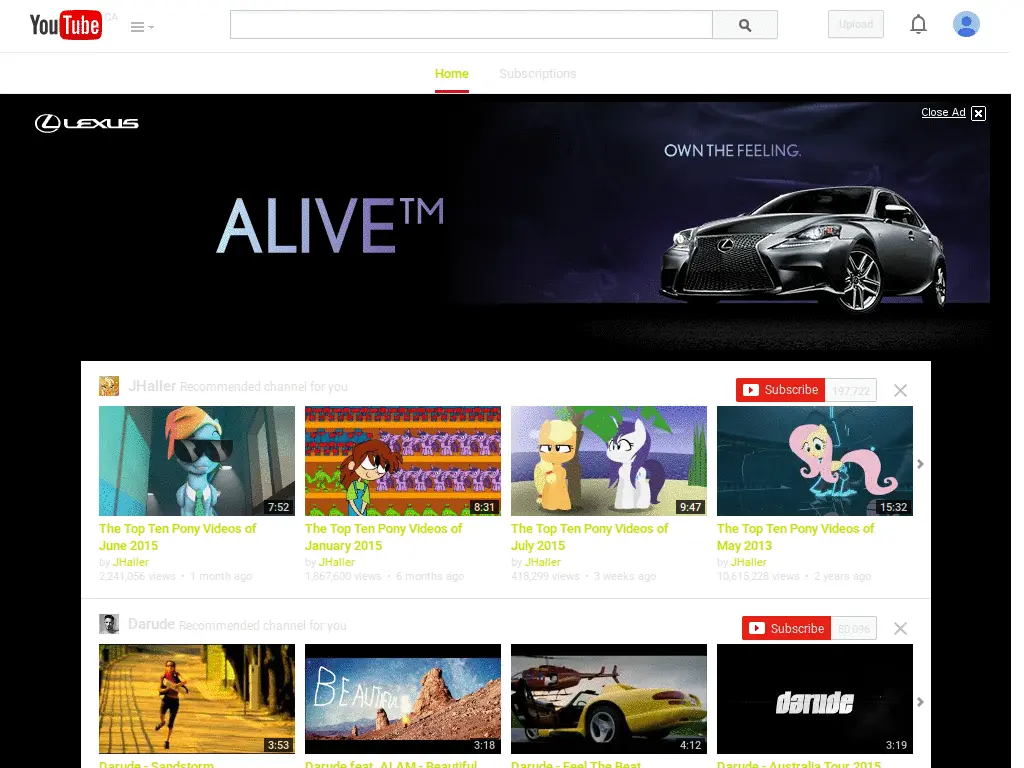 YouTube CA
Upload
Home Subscriptions
LEXUS
Close Ad
OWN THE FEELING.
ALIVE™
JHaller Recommended channel for you
Subscribe 197,722
7:52
8:31
9:47
15:32
The Top Ten Pony Videos of
June 2015
by JHaller
2,241,056 views • 1 month ago
The Top Ten Pony Videos of
January 2015
by JHaller
1,867,600 views • 6 months ago
The Top Ten Pony Videos of
July 2015
by JHaller
418,299 views • 3 weeks ago
The Top Ten Pony Videos of
May 2013
by JHaller
10,615,228 views • 2 years ago
Darude Recommended channel for you
Subscribe 80,096
BEAUTIFUL
darude
3:53
3:18
4:12
3:19
Darude - Sandstorm
Darude feat. ALAM - Beautiful
Darude - Feel The Beat
Darude - Australia Tour 2015